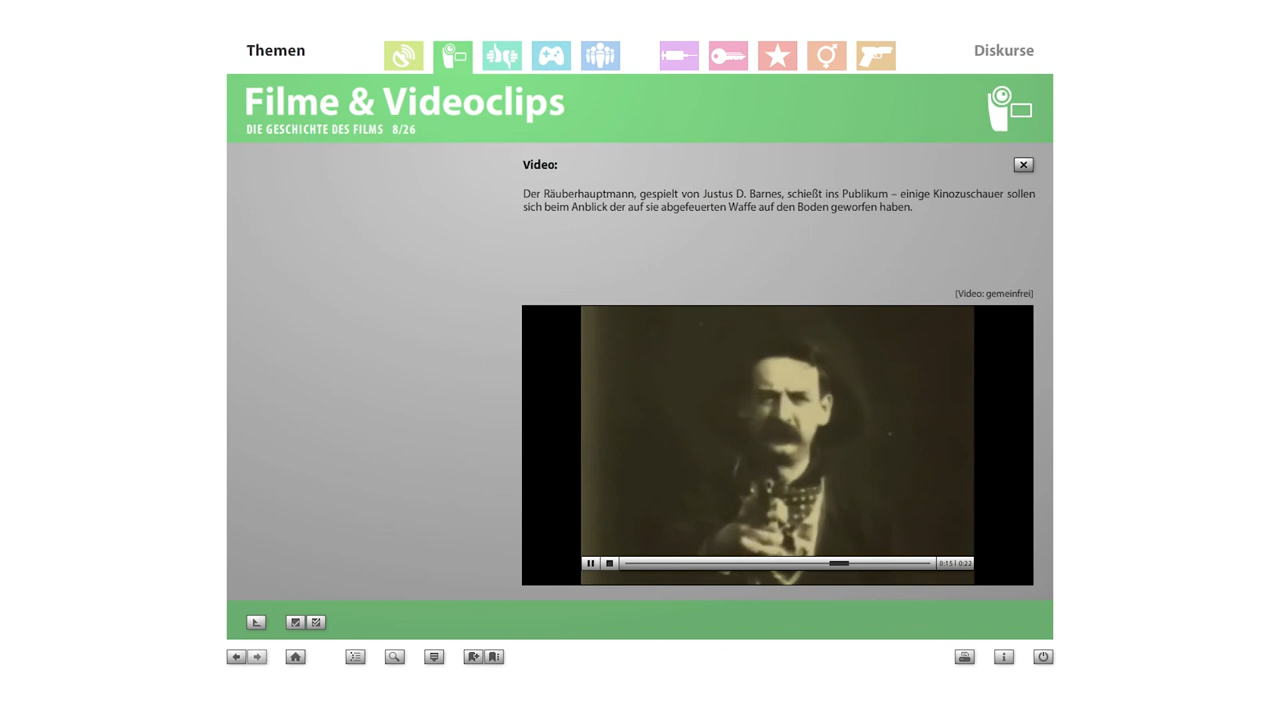 Themen
Diskurse
Filme & Videoclips
DIE GESCHICHTE DES FILMS 8/26
Video:
Der Räuberhauptmann, gespielt von Justus D. Barnes, schießt ins Publikum – einige Kinozuschauer sollen
sich beim Anblick der auf sie abgefeuerten Waffe auf den Boden geworfen haben.
[Video: gemeinfrei]
0:15 | 0:22